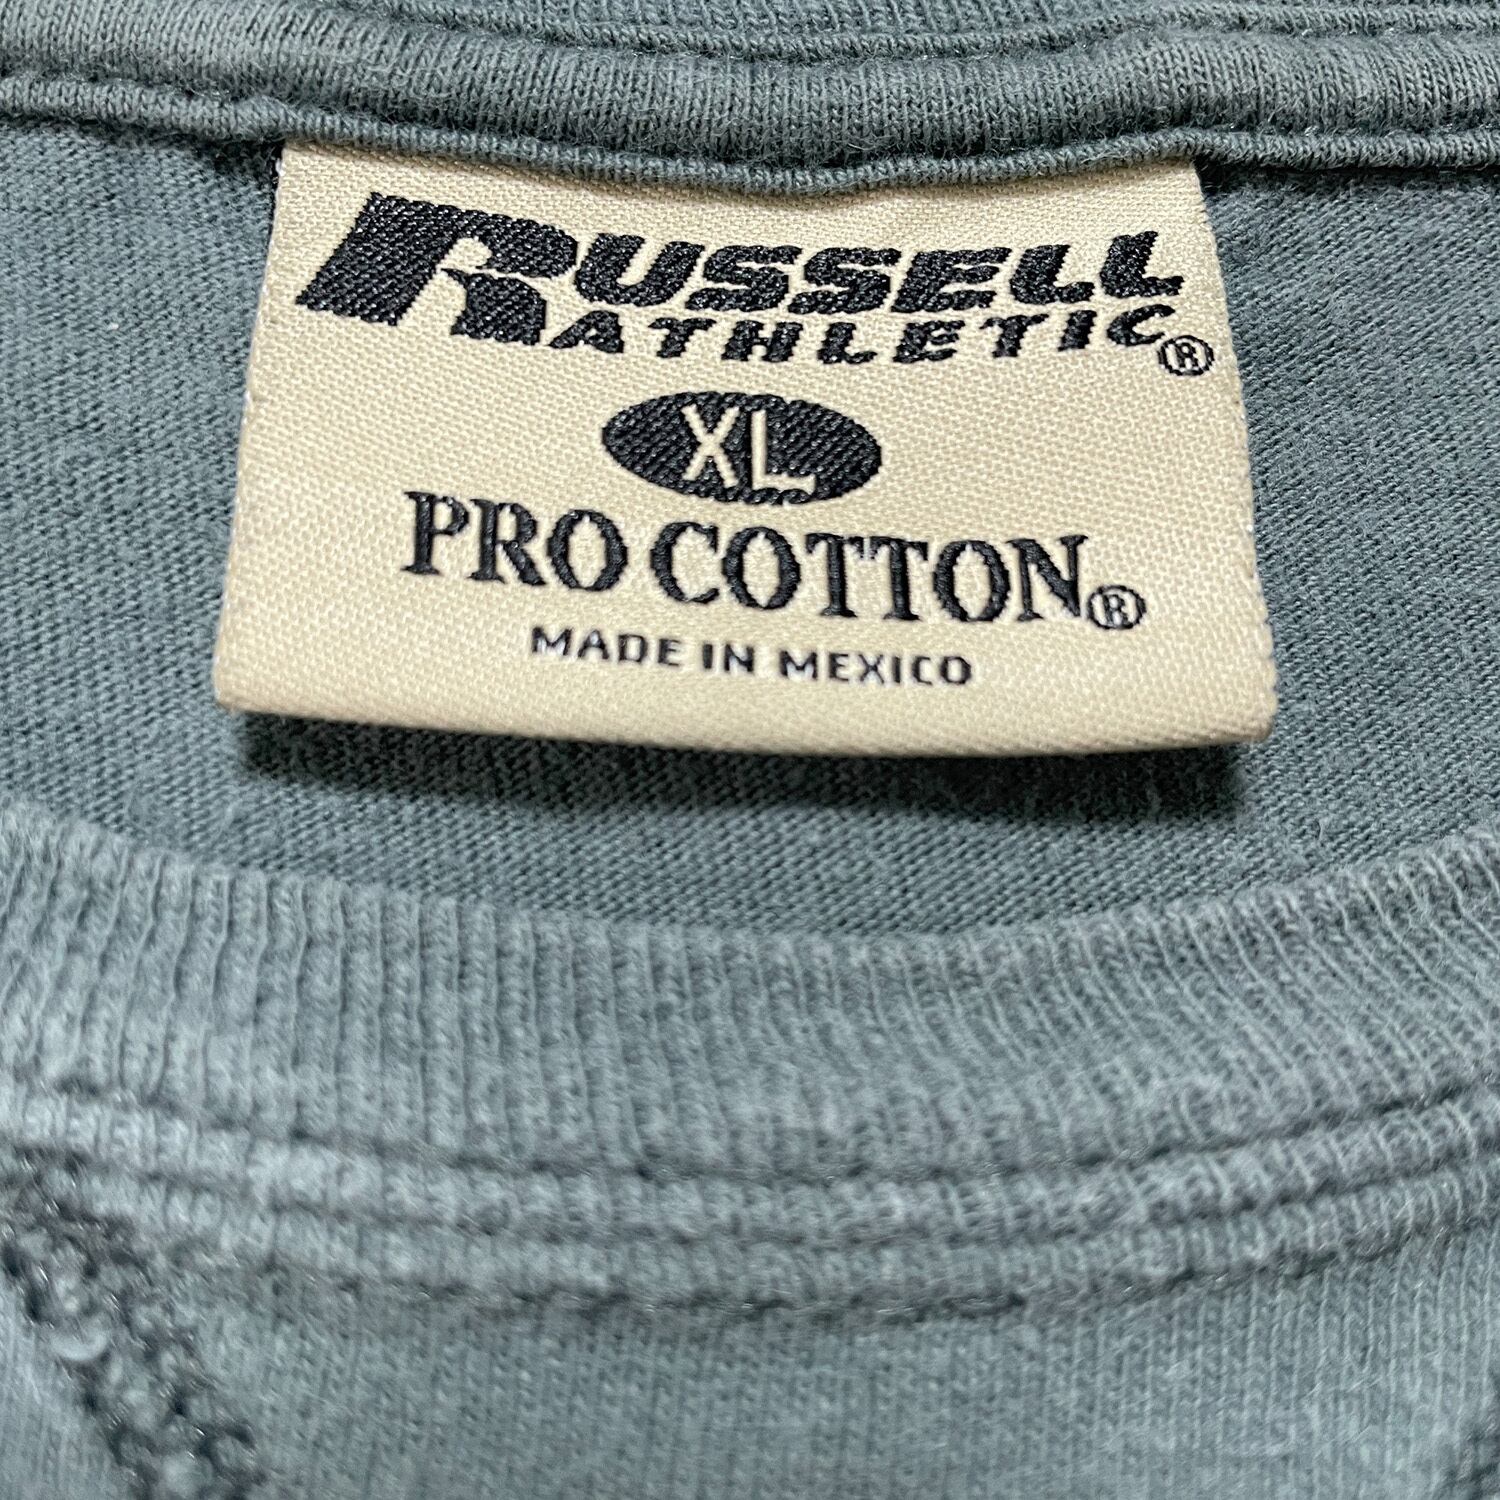 RUSSELL
ATHLETIC®
XL
PRO COTTON®
MADE IN MEXICO